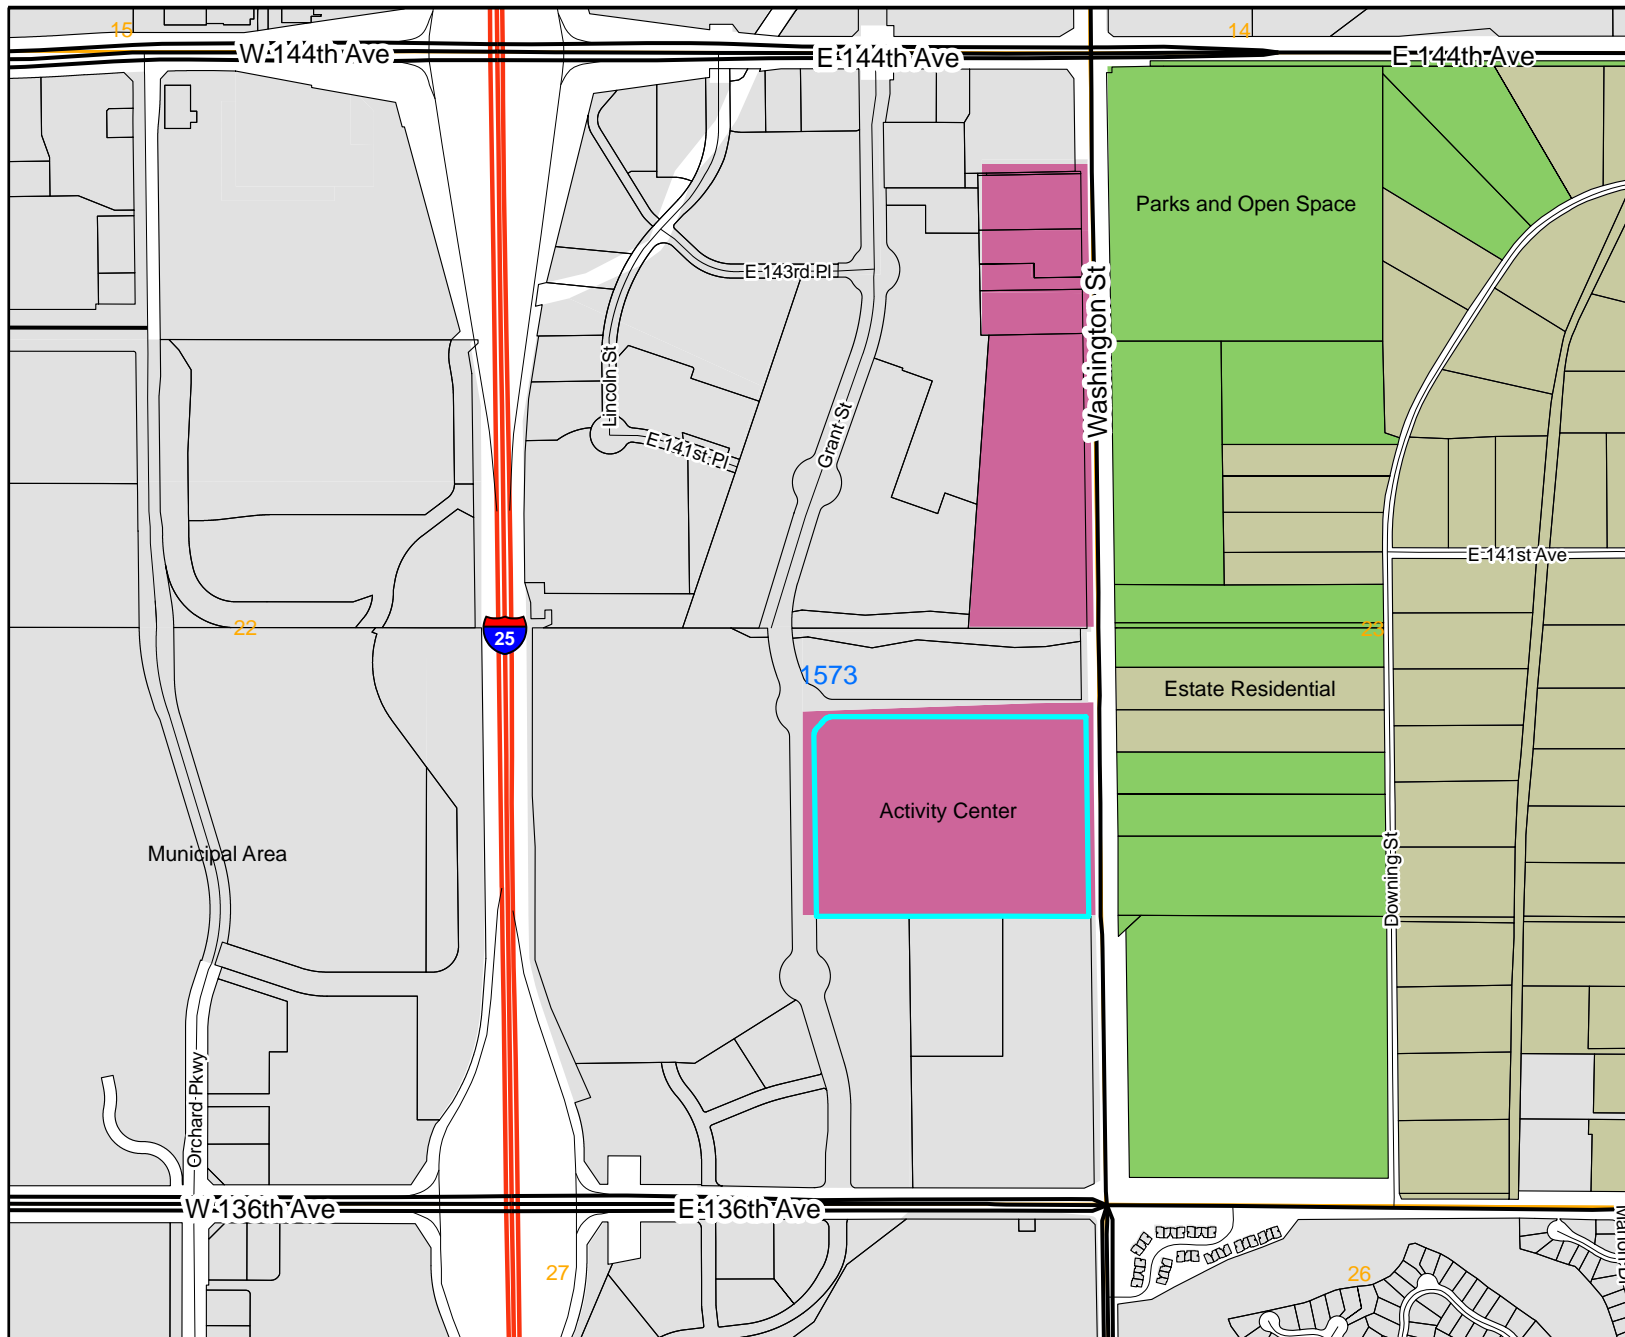 15
14
W 144th Ave
E 144th Ave
E 144th Ave
Parks and Open Space
E 143rd Pl
Washington St
Lincoln St
Grant St
E 141st Pl
E 141st Ave
22
25
23
1573
Estate Residential
Activity Center
Municipal Area
Downing St
Orchard Pkwy
W 136th Ave
E 136th Ave
Marion Dr
27
26